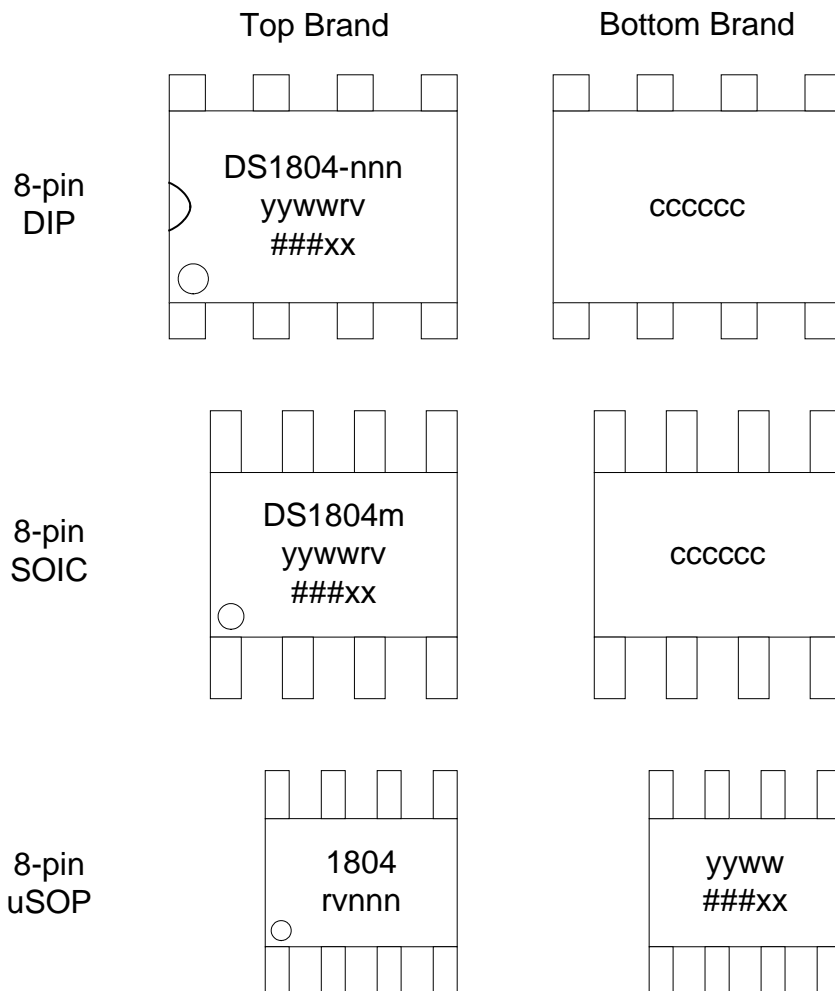 Top Brand
Bottom Brand
8-pin
DIP
DS1804-nnn
yywwrv
###xx
cccccc
8-pin
SOIC
DS1804m
yywwrv
###xx
cccccc
8-pin
uSOP
1804
rvnnn
yyww
###xx